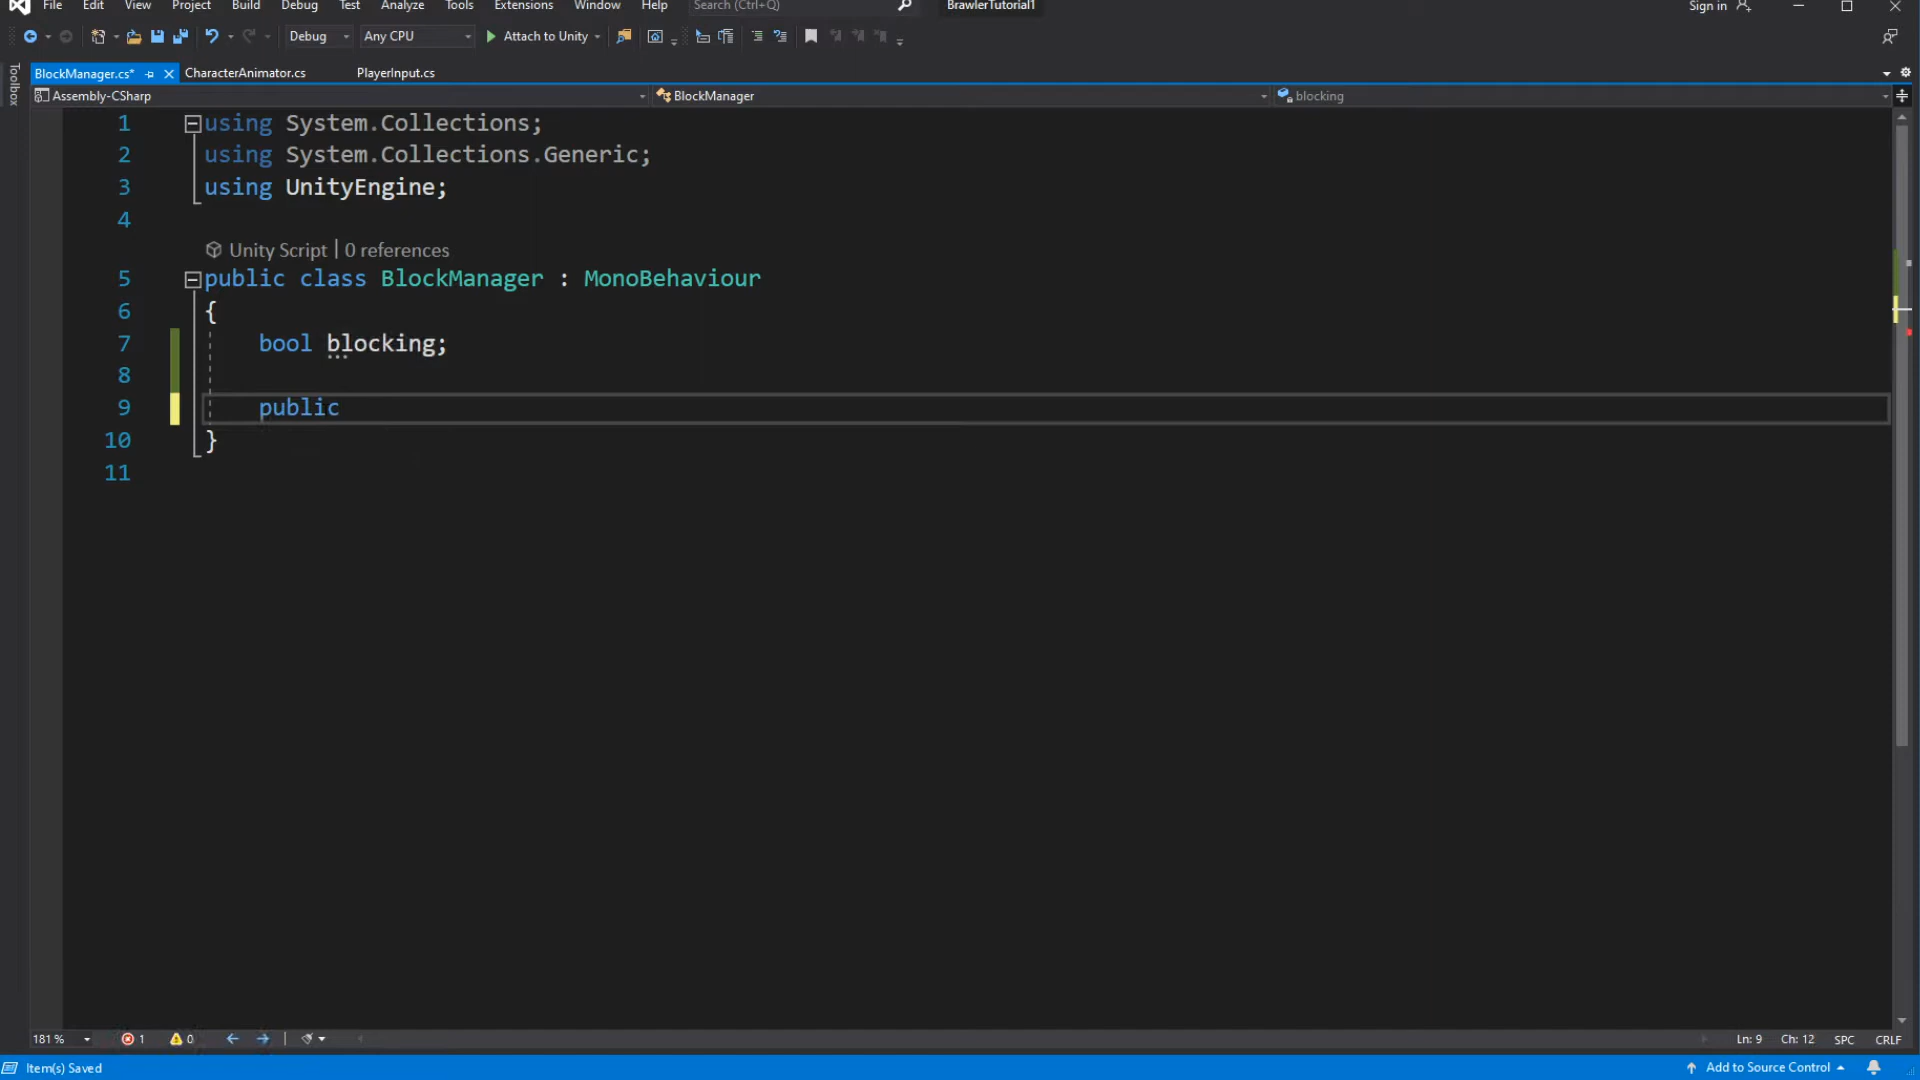 File Edit View Project Build Debug Test Analyze Tools Extensions Window Help Search (Ctrl+Q) BrawlerTutorial1 Sign in
Debug Any CPU Attach to Unity
Toolbox
BlockManager.cs* CharacterAnimator.cs PlayerInput.cs
Assembly-CSharp BlockManager blocking
1 using System.Collections;
2 using System.Collections.Generic;
3 using UnityEngine;
4
Unity Script | 0 references
5 public class BlockManager : MonoBehaviour
6 {
7 bool blocking;
8
9 public
10 }
11
181 % 1 0 Ln: 9 Ch: 12 SPC CRLF
Item(s) Saved Add to Source Control